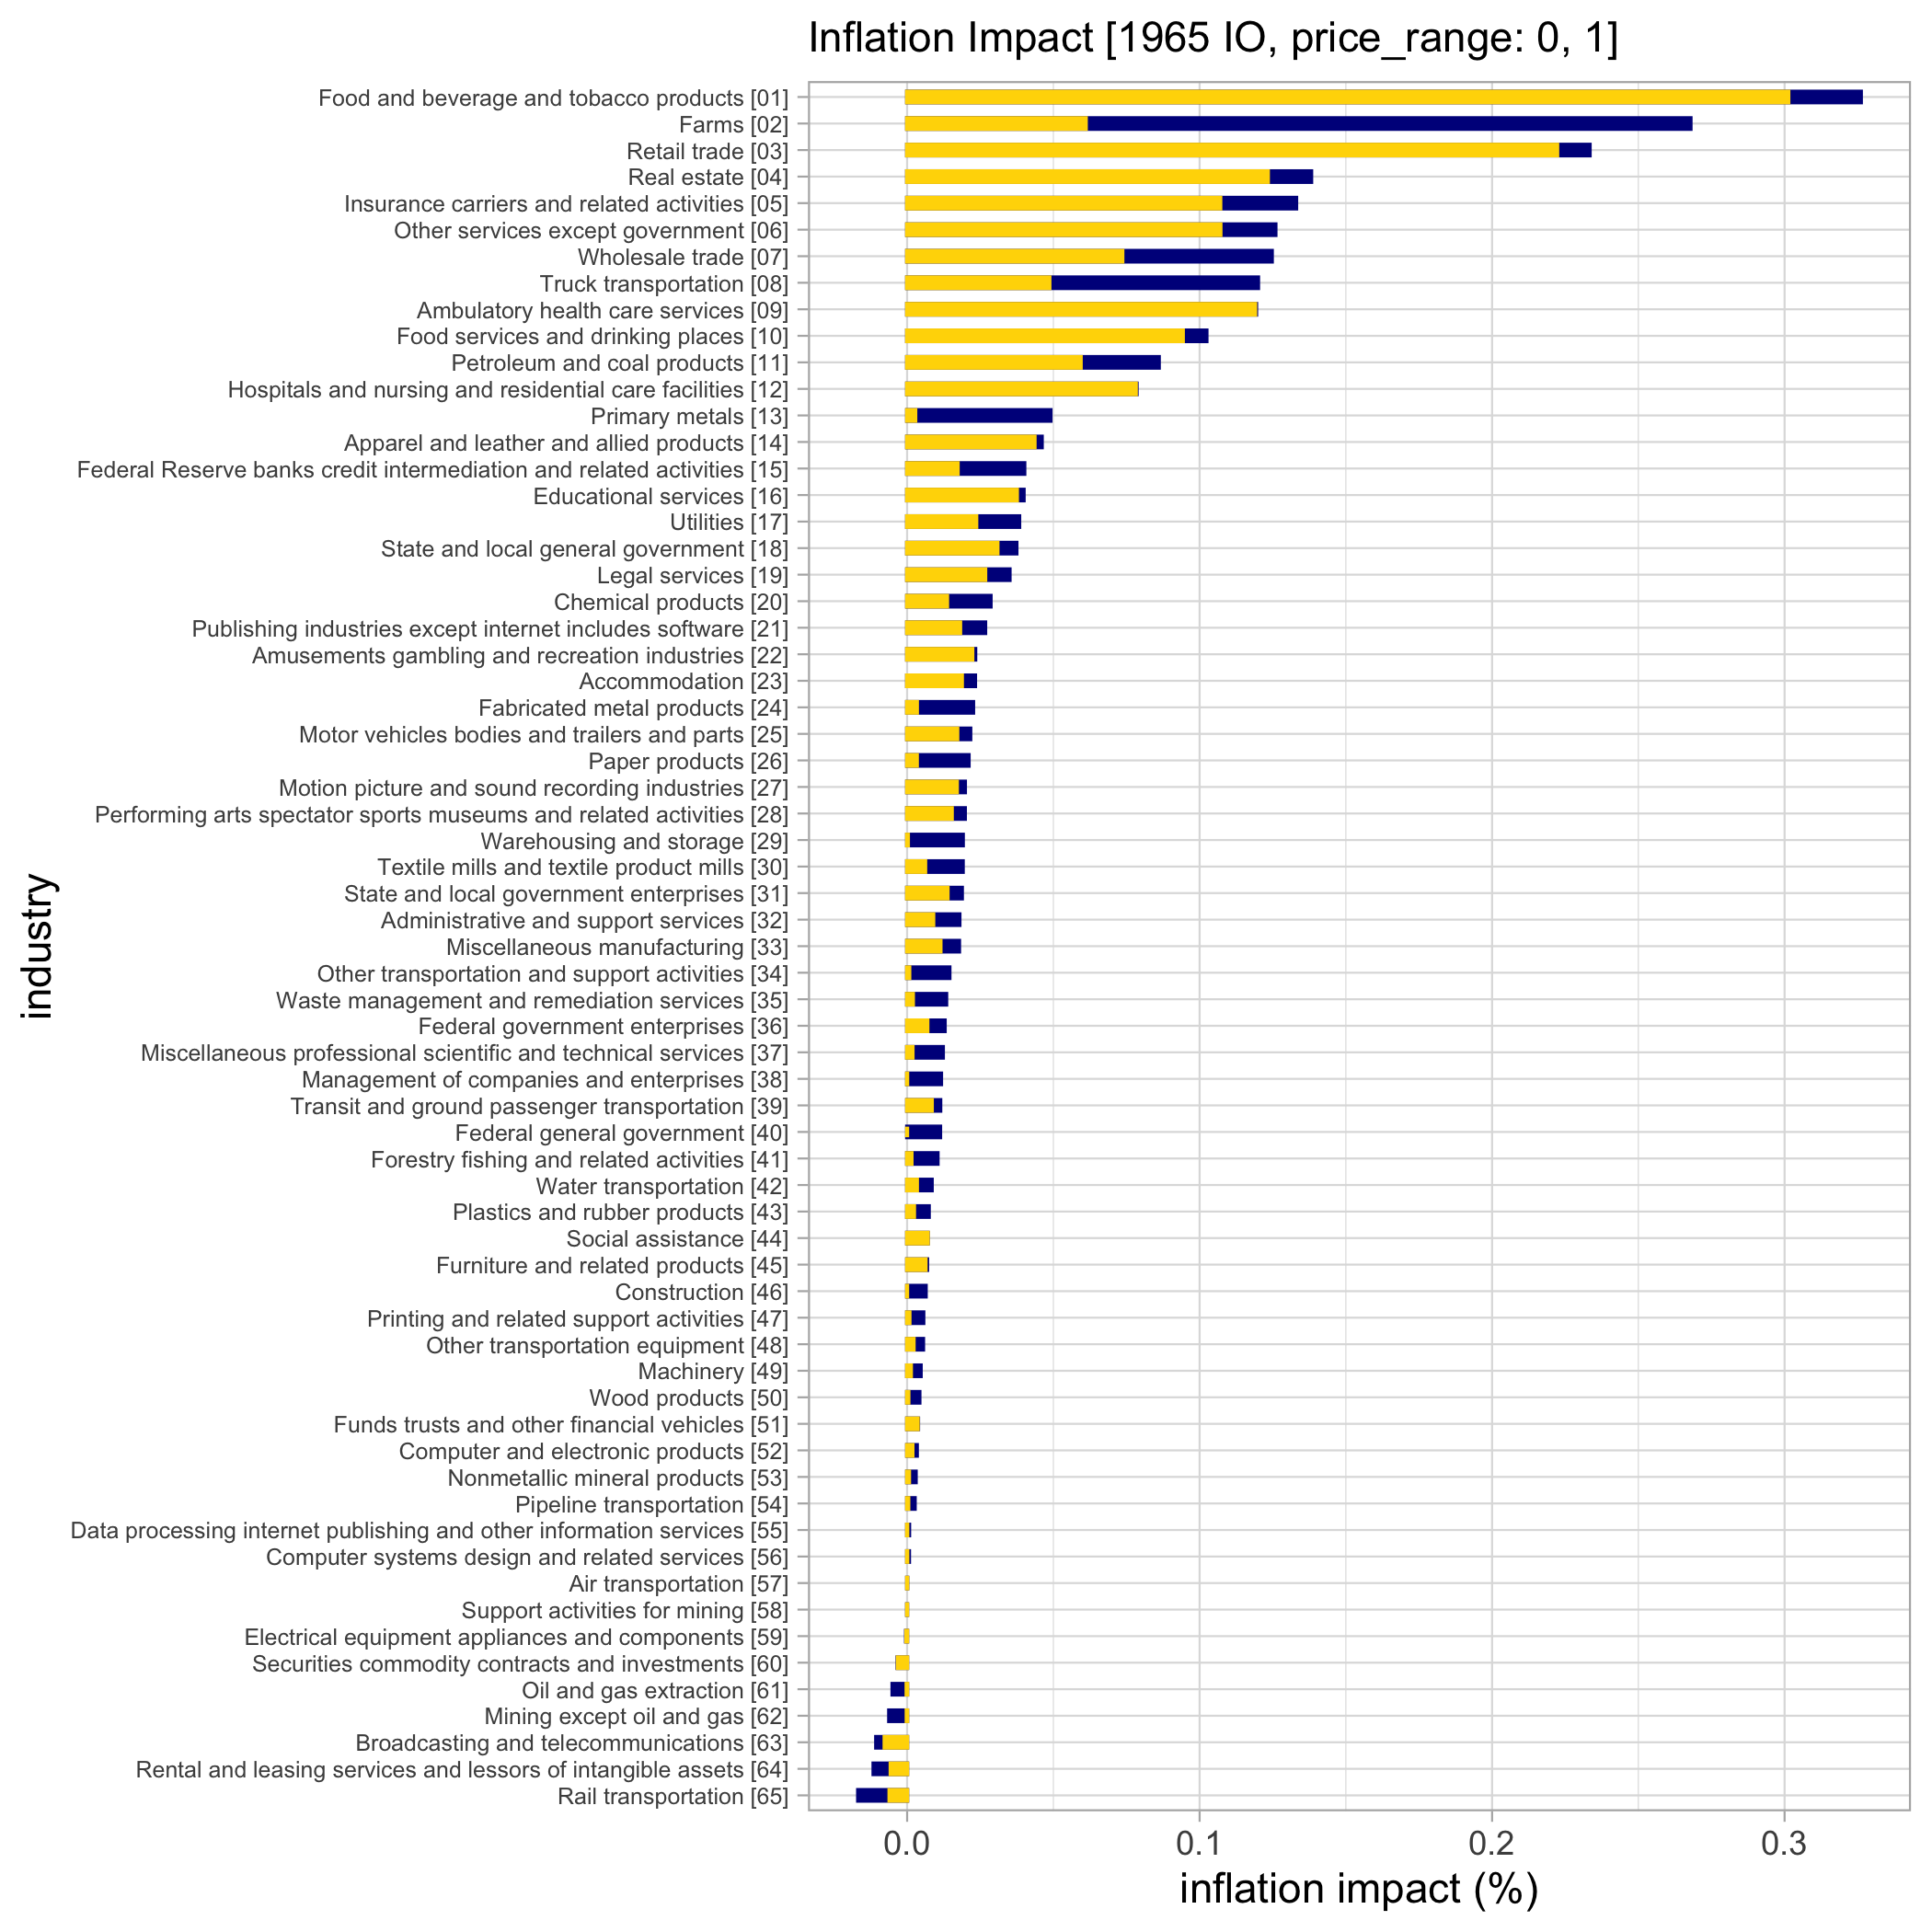 Inflation Impact [1965 IO, price_range: 0, 1]
Food and beverage and tobacco products [01]
Farms [02]
Retail trade [03]
Real estate [04]
Insurance carriers and related activities [05]
Other services except government [06]
Wholesale trade [07]
Truck transportation [08]
Ambulatory health care services [09]
Food services and drinking places [10]
Petroleum and coal products [11]
Hospitals and nursing and residential care facilities [12]
Primary metals [13]
Apparel and leather and allied products [14]
Federal Reserve banks credit intermediation and related activities [15]
Educational services [16]
Utilities [17]
State and local general government [18]
Legal services [19]
Chemical products [20]
Publishing industries except internet includes software [21]
Amusements gambling and recreation industries [22]
Accommodation [23]
Fabricated metal products [24]
Motor vehicles bodies and trailers and parts [25]
Paper products [26]
Motion picture and sound recording industries [27]
Performing arts spectator sports museums and related activities [28]
Warehousing and storage [29]
Textile mills and textile product mills [30]
State and local government enterprises [31]
Administrative and support services [32]
Miscellaneous manufacturing [33]
Other transportation and support activities [34]
Waste management and remediation services [35]
Federal government enterprises [36]
Miscellaneous professional scientific and technical services [37]
Management of companies and enterprises [38]
Transit and ground passenger transportation [39]
Federal general government [40]
Forestry fishing and related activities [41]
Water transportation [42]
Plastics and rubber products [43]
Social assistance [44]
Furniture and related products [45]
Construction [46]
Printing and related support activities [47]
Other transportation equipment [48]
Machinery [49]
Wood products [50]
Funds trusts and other financial vehicles [51]
Computer and electronic products [52]
Nonmetallic mineral products [53]
Pipeline transportation [54]
Data processing internet publishing and other information services [55]
Computer systems design and related services [56]
Air transportation [57]
Support activities for mining [58]
Electrical equipment appliances and components [59]
Securities commodity contracts and investments [60]
Oil and gas extraction [61]
Mining except oil and gas [62]
Broadcasting and telecommunications [63]
Rental and leasing services and lessors of intangible assets [64]
Rail transportation [65]
industry
0.0 0.1 0.2 0.3
inflation impact (%)